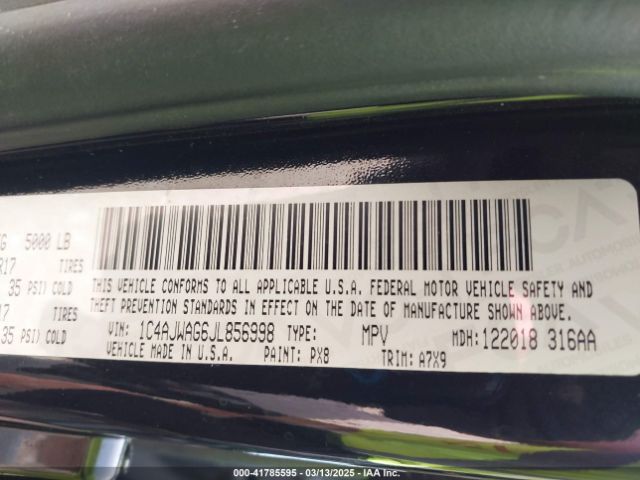 5000 LB
R17 TIRES
35 PSI) COLD
THIS VEHICLE CONFORMS TO ALL APPLICABLE U.S.A. FEDERAL MOTOR VEHICLE SAFETY AND
THEFT PREVENTION STANDARDS IN EFFECT ON THE DATE OF MANUFACTURE SHOWN ABOVE.
35 PSI) COLD
VIN: 1C4AJWAG6JL856998 TYPE: MPV MDH: 122018 316AA
VEHICLE MADE IN U.S.A. PAINT: PX8 TRIM: A7X9
000-41785595 - 03/13/2025 - IAA Inc.